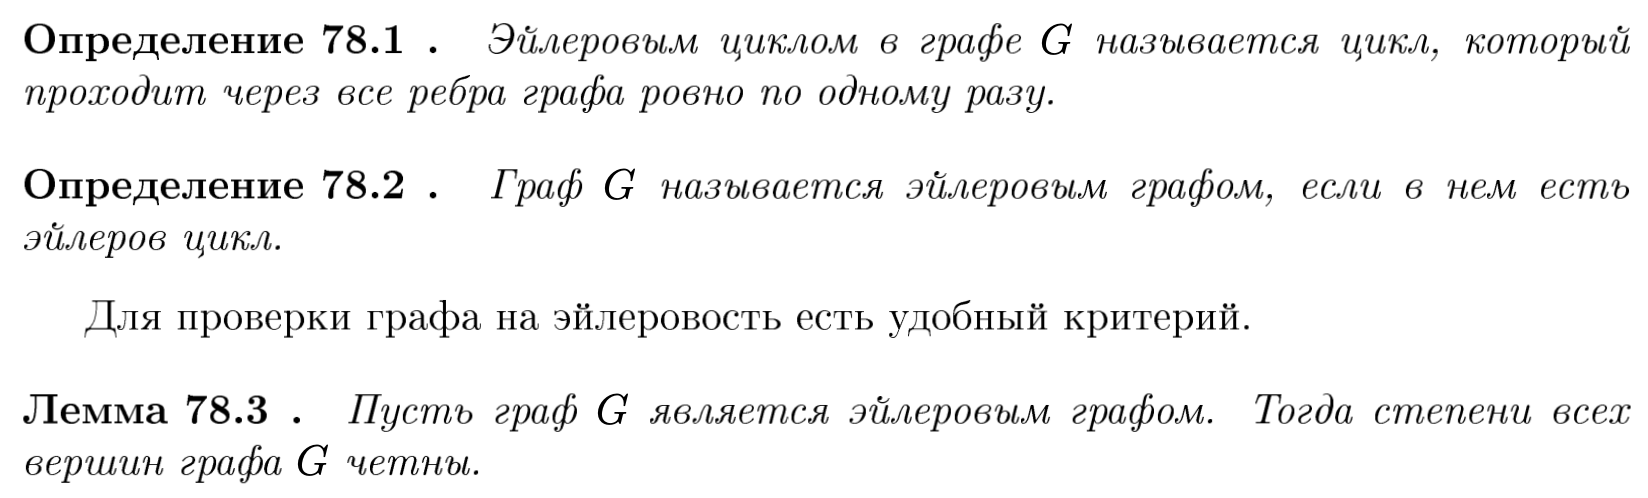 Определение 78.1 . Эйлеровым циклом в графе G называется цикл, который
проходит через все ребра графа ровно по одному разу.
Определение 78.2 . Граф G называется эйлеровым графом, если в нем есть
эйлеров цикл.
Для проверки графа на эйлеровость есть удобный критерий.
Лемма 78.3 . Пусть граф G является эйлеровым графом. Тогда степени всех
вершин графа G четны.